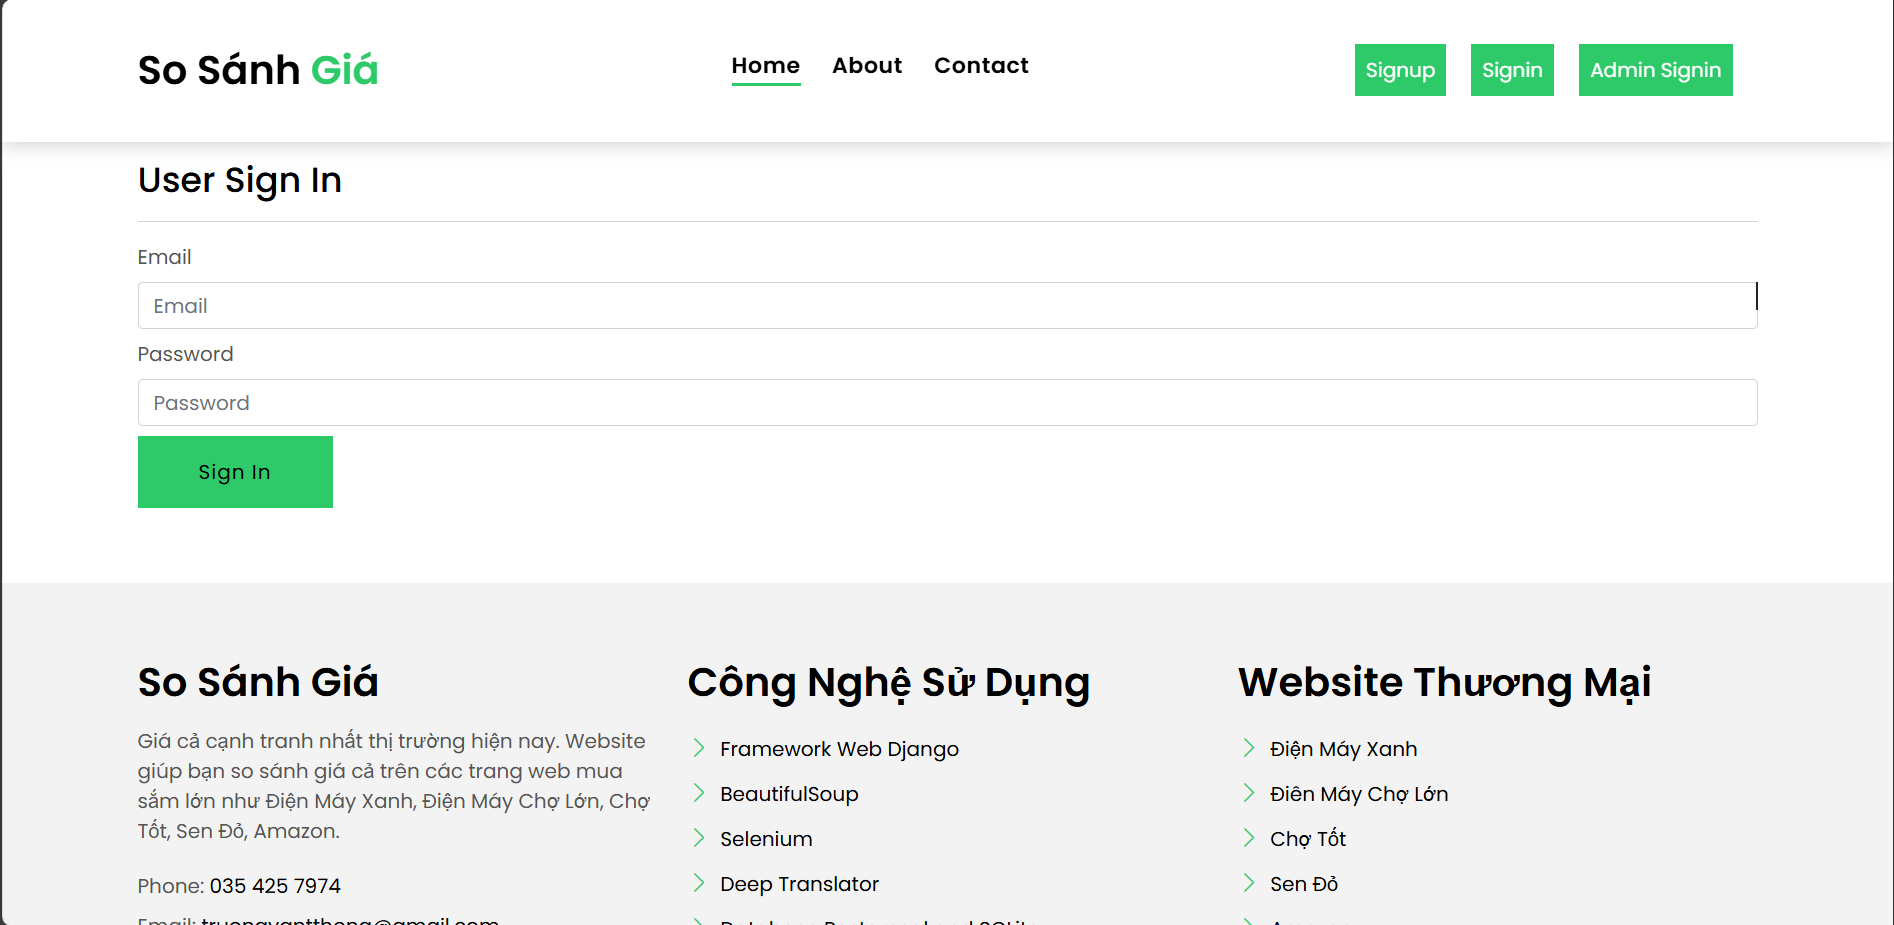 So Sánh Giá
Home About Contact
Signup Signin Admin Signin
User Sign In
Email
Email
Password
Password
Sign In
So Sánh Giá
Giá cả cạnh tranh nhất thị trường hiện nay. Website
giúp bạn so sánh giá cả trên các trang web mua
sắm lớn như Điện Máy Xanh, Điện Máy Chợ Lớn, Chợ
Tốt, Sen Đỏ, Amazon.
Phone: 035 425 7974
Công Nghệ Sử Dụng
Framework Web Django
BeautifulSoup
Selenium
Deep Translator
Website Thương Mại
Điện Máy Xanh
Điên Máy Chợ Lớn
Chợ Tốt
Sen Đỏ